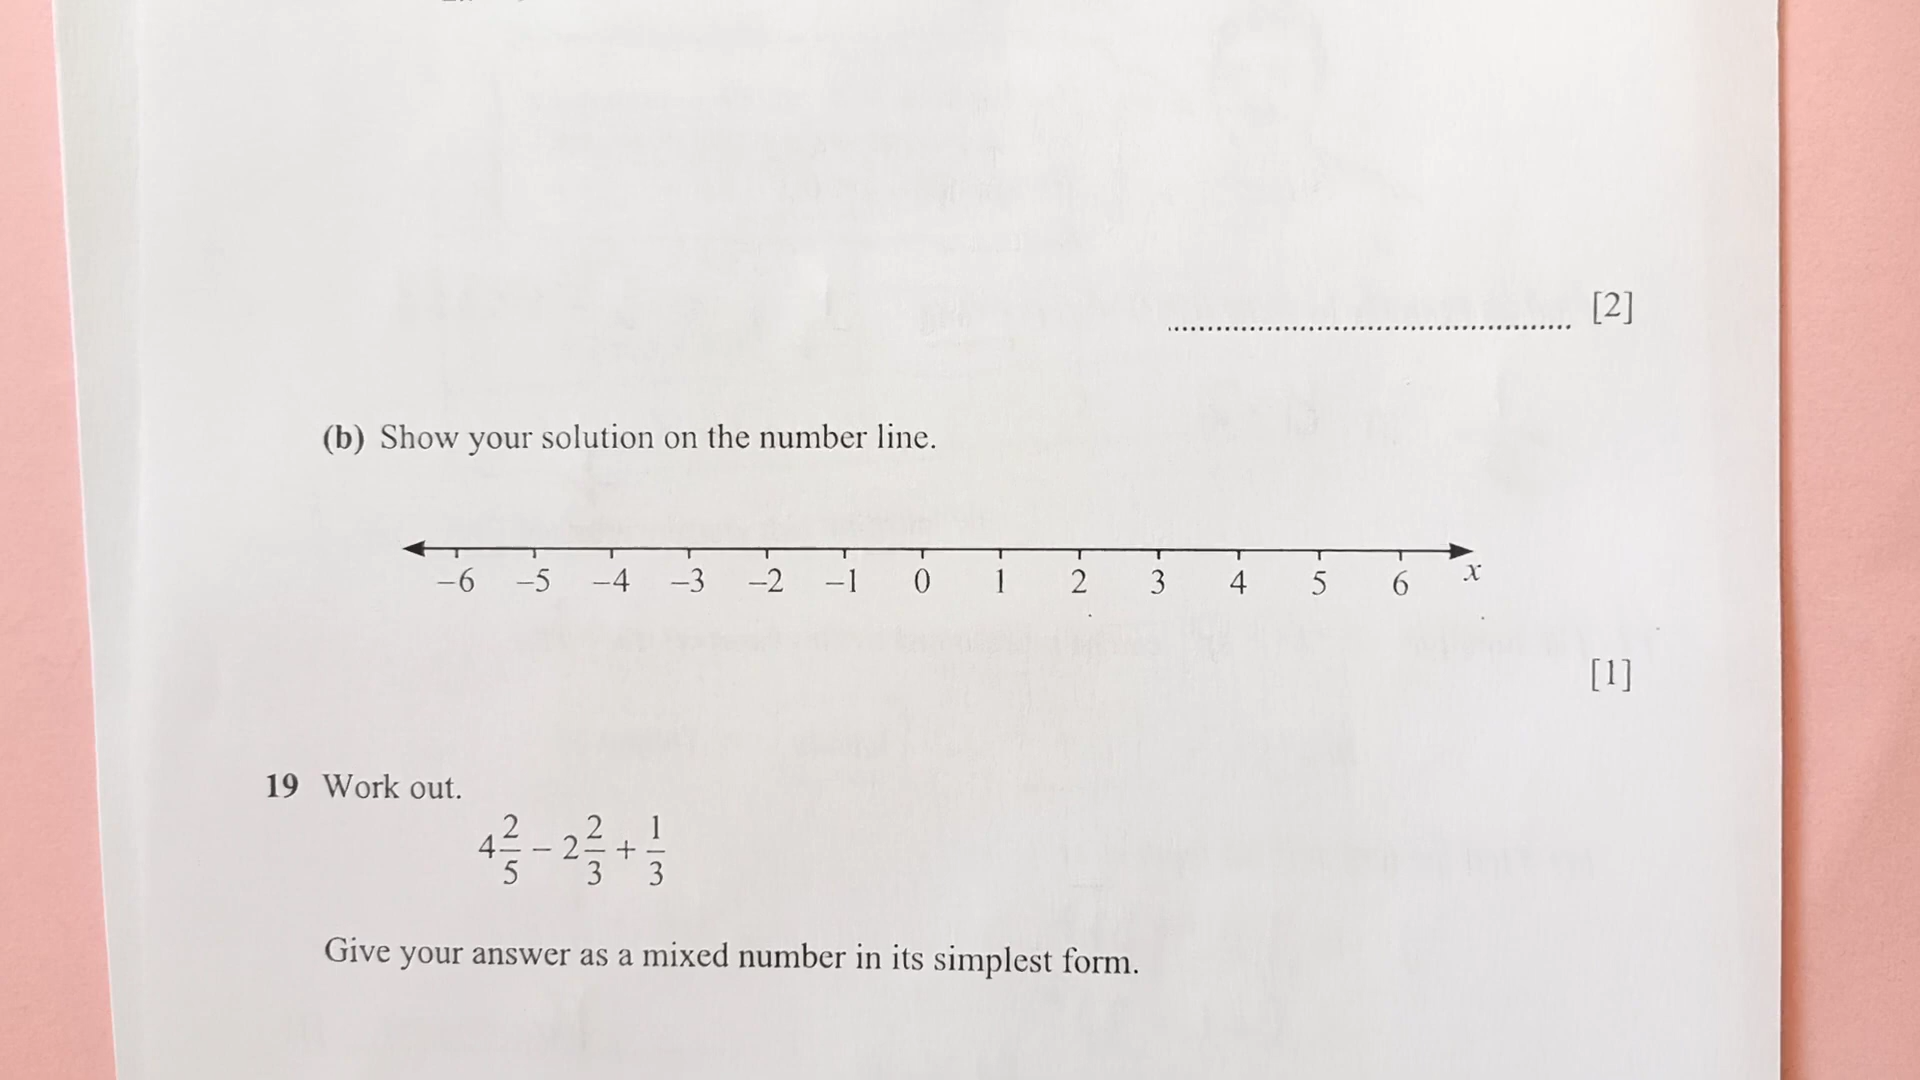 [2]
(b) Show your solution on the number line.
–6 –5 –4 –3 –2 –1 0 1 2 3 4 5 6 x
[1]
19 Work out.
4 2/5 – 2 2/3 + 1/3
Give your answer as a mixed number in its simplest form.